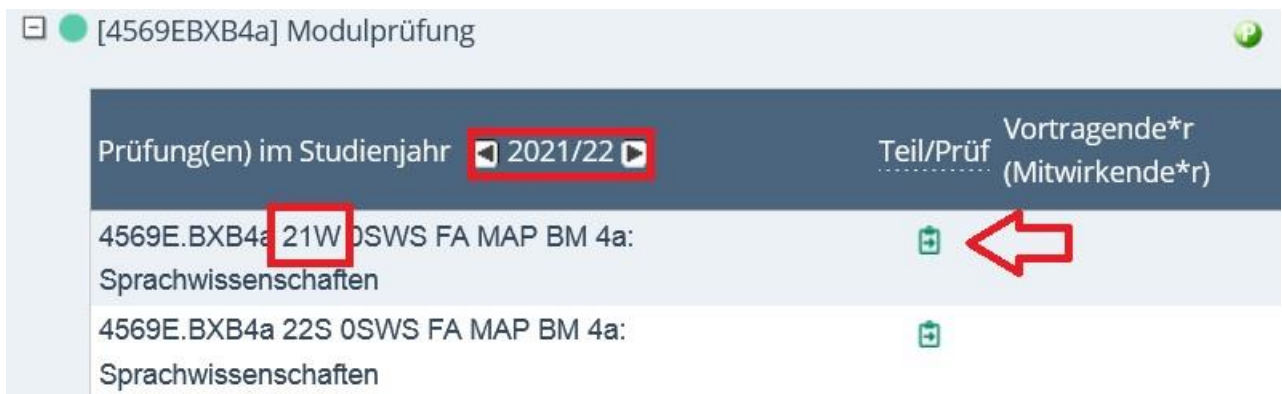 [4569EBXB4a] Modulprüfung
P
Prüfung(en) im Studienjahr 2021/22
Teil/Prüf
Vortragende*r
(Mitwirkende*r)
4569E.BXB4a 21W 0SWS FA MAP BM 4a:
Sprachwissenschaften
4569E.BXB4a 22S 0SWS FA MAP BM 4a:
Sprachwissenschaften